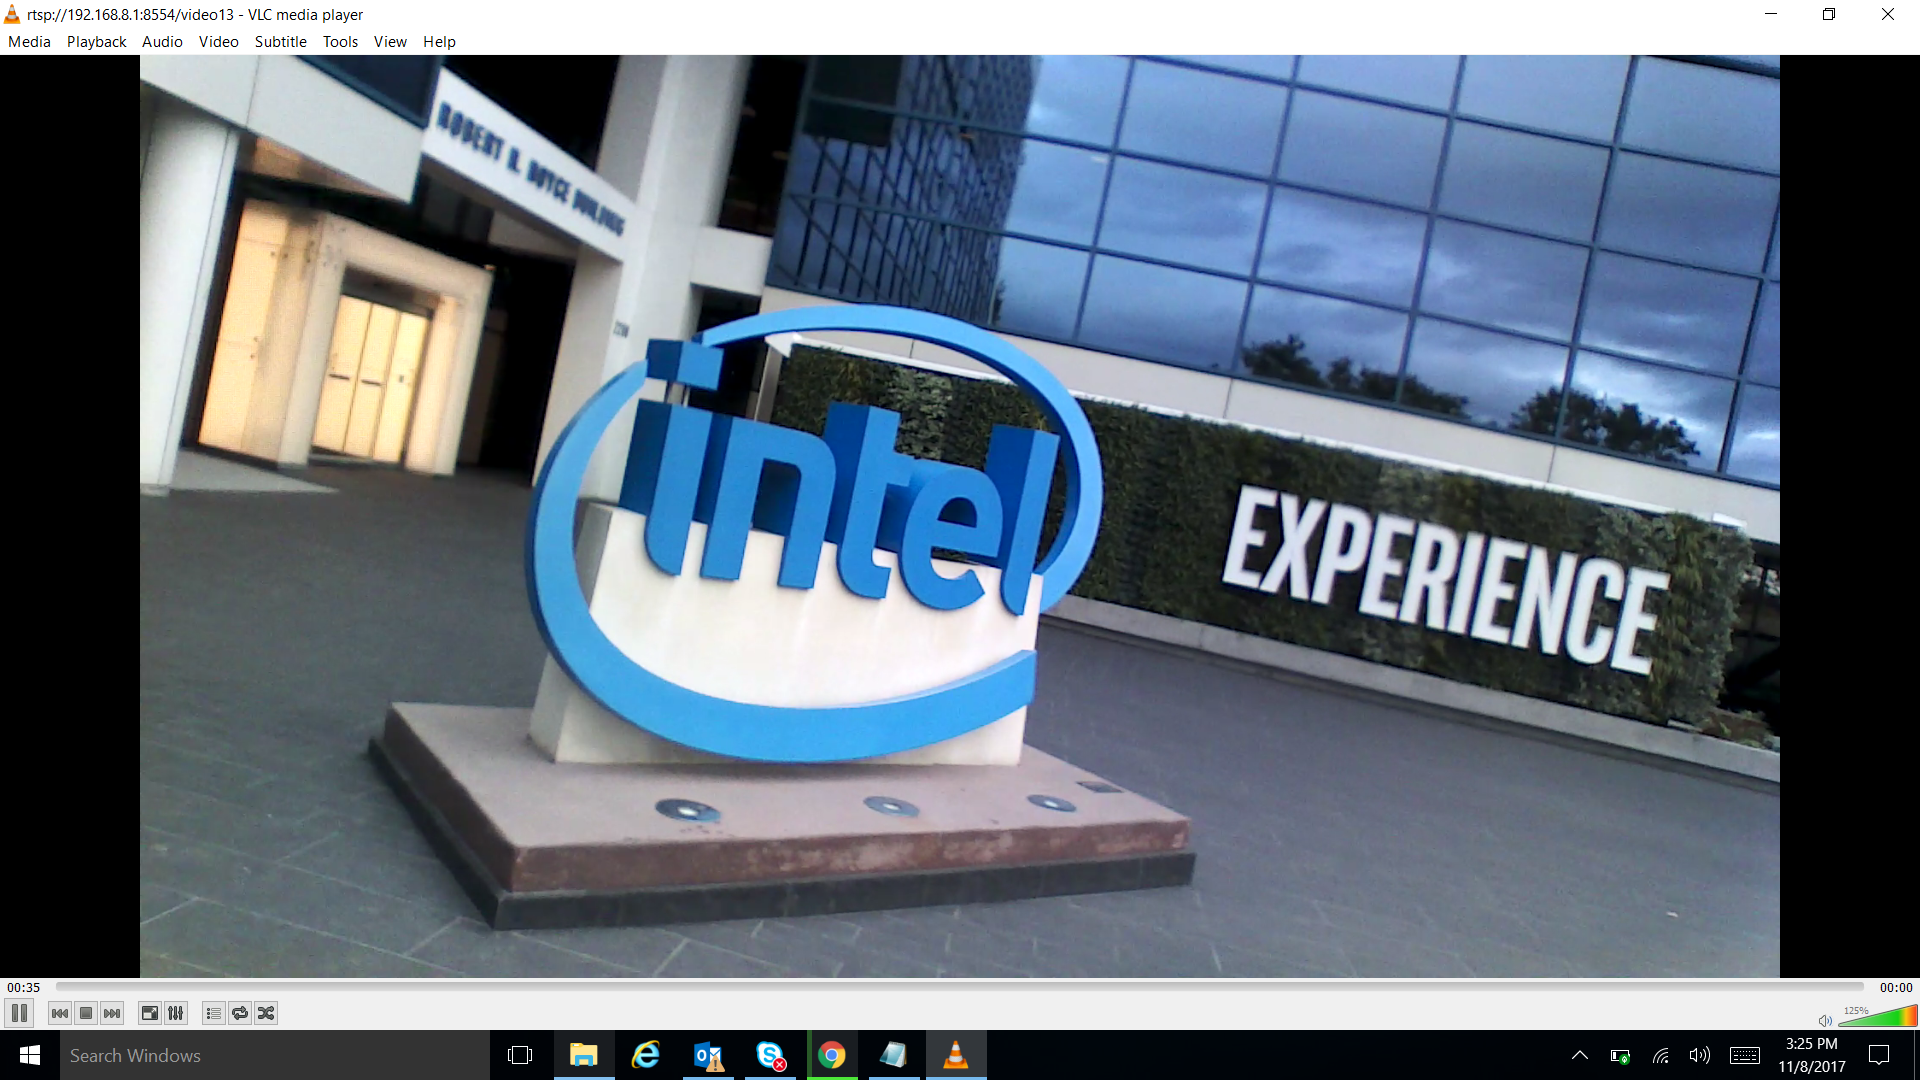 rtsp://192.168.8.1:8554/video13 - VLC media player
Media Playback Audio Video Subtitle Tools View Help
ROBERT N. NOYCE BUILDING
2200
intel
EXPERIENCE
00:35
00:00
125%
Search Windows
3:25 PM
11/8/2017